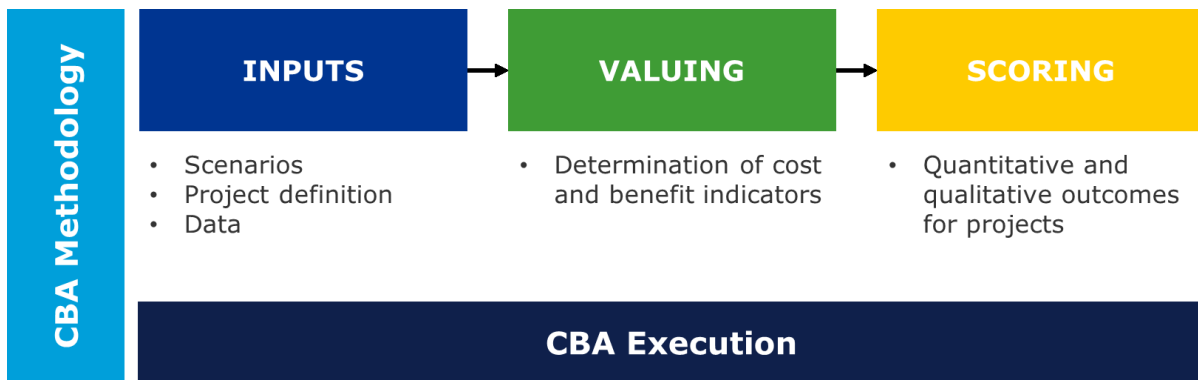 CBA Methodology
INPUTS
• Scenarios
• Project definition
• Data
VALUING
• Determination of cost
and benefit indicators
SCORING
• Quantitative and
qualitative outcomes
for projects
CBA Execution